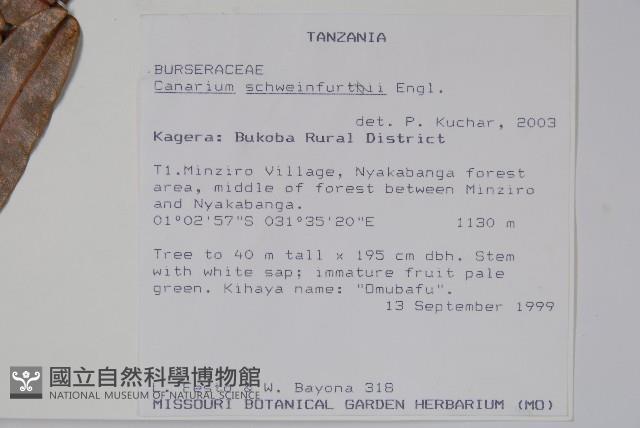 TANZANIA
BURSERACEAE
Canarium schweinfurthii Engl.
det. P. Kuchar, 2003
Kagera: Bukoba Rural District
T1.Minziro Village, Nyakabanga forest
area, middle of forest between Minziro
and Nyakabanga.
01°02'57"S 031°35'20"E 1130 m
Tree to 40 m tall x 195 cm dbh. Stem
with white sap; immature fruit pale
green. Kihaya name: "Omubafu".
13 September 1999
Festo & W. Bayona 318
MISSOURI BOTANICAL GARDEN HERBARIUM (MO)
國立自然科學博物館
NATIONAL MUSEUM OF NATURAL SCIENCE